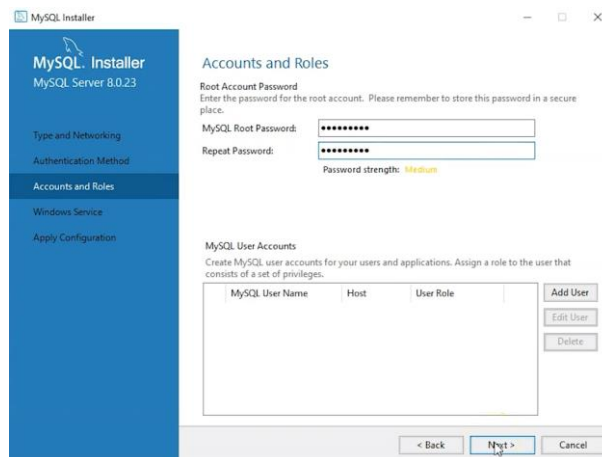 MySQL Installer
MySQL. Installer
MySQL Server 8.0.23
Type and Networking
Authentication Method
Accounts and Roles
Windows Service
Apply Configuration
Accounts and Roles
Root Account Password
Enter the password for the root account. Please remember to store this password in a secure
place.
MySQL Root Password: •••••••••
Repeat Password: •••••••••
Password strength: Medium
MySQL User Accounts
Create MySQL user accounts for your users and applications. Assign a role to the user that
consists of a set of privileges.
MySQL User Name Host User Role
Add User
Edit User
Delete
< Back Next > Cancel